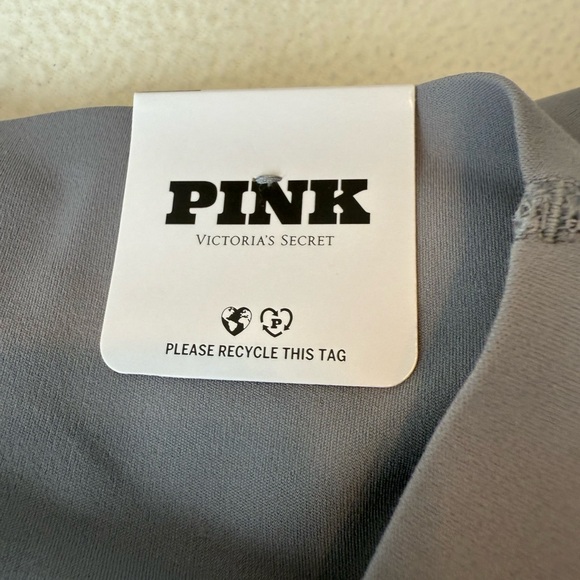 PINK
VICTORIA'S SECRET
P
PLEASE RECYCLE THIS TAG